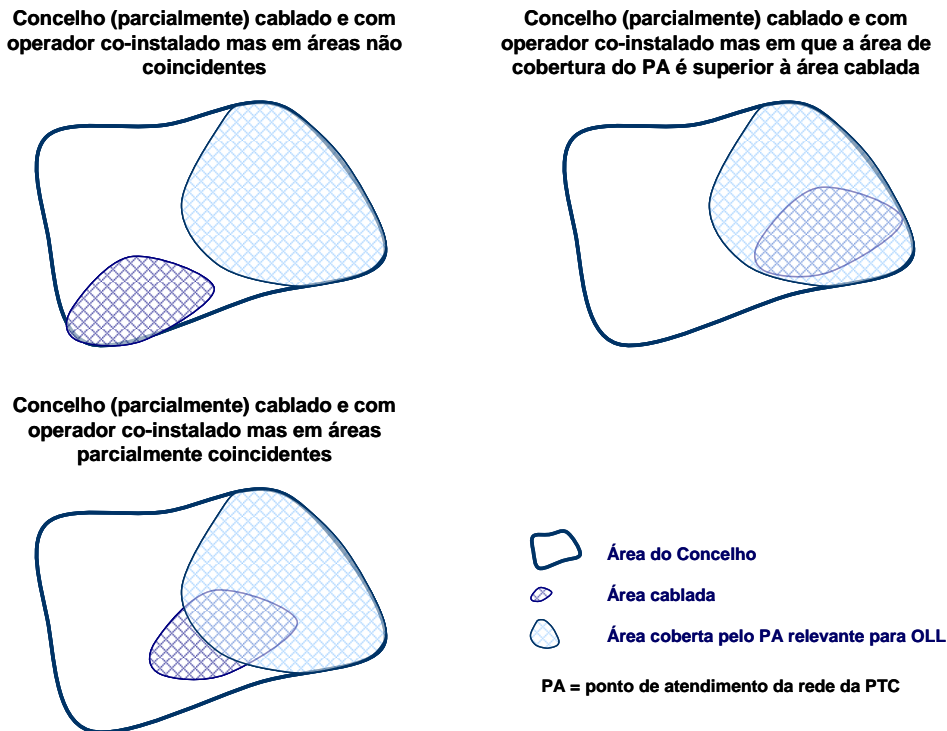 Concelho (parcialmente) cablado e com
operador co-instalado mas em áreas não
coincidentes
Concelho (parcialmente) cablado e com
operador co-instalado mas em que a área de
cobertura do PA é superior à área cablada
Concelho (parcialmente) cablado e com
operador co-instalado mas em áreas
parcialmente coincidentes
Área do Concelho
Área cablada
Área coberta pelo PA relevante para OLL
PA = ponto de atendimento da rede da PTC